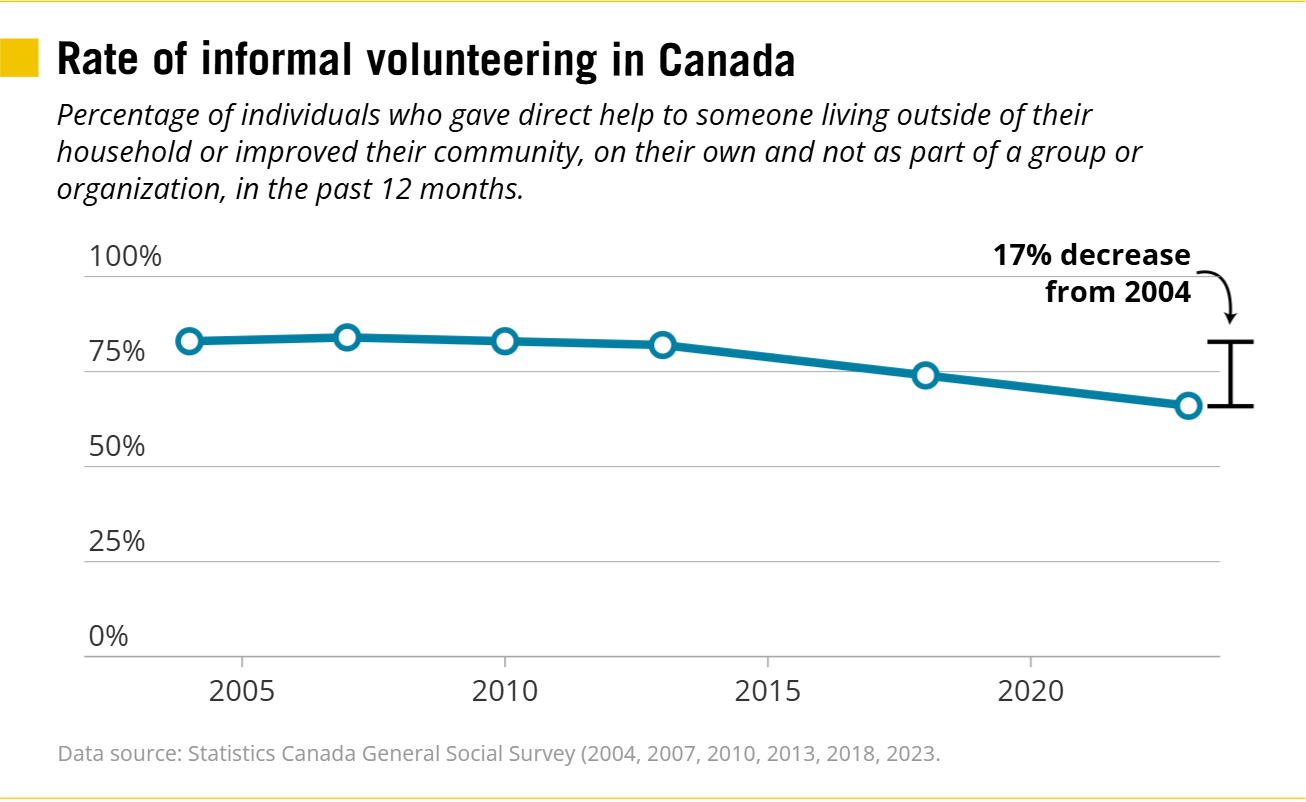 Rate of informal volunteering in Canada
Percentage of individuals who gave direct help to someone living outside of their
household or improved their community, on their own and not as part of a group or
organization, in the past 12 months.
100%
17% decrease
from 2004
75%
50%
25%
0%
2005
2010
2015
2020
Data source: Statistics Canada General Social Survey (2004, 2007, 2010, 2013, 2018, 2023.